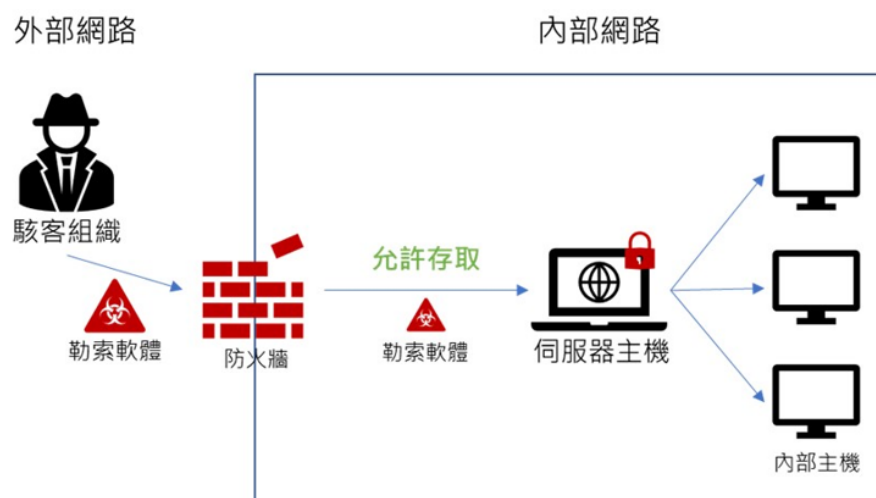 外部網路
內部網路
駭客組織
勒索軟體
防火牆
允許存取
勒索軟體
伺服器主機
內部主機